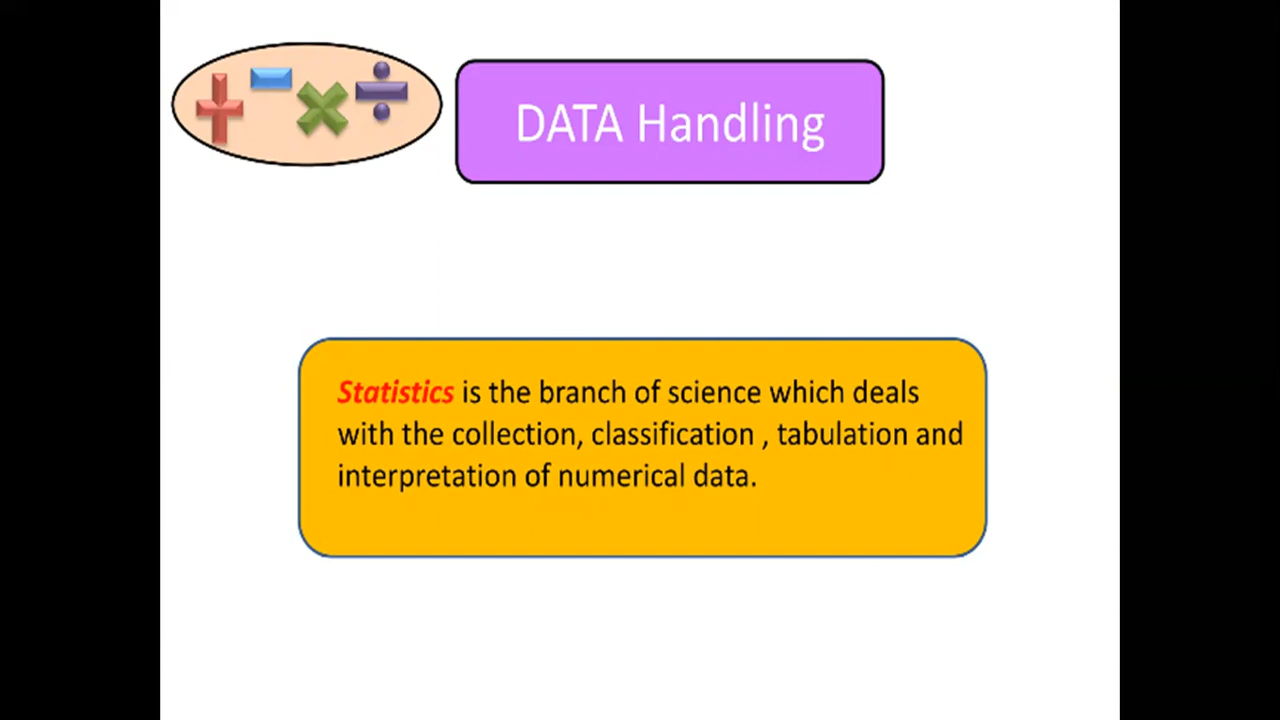 DATA Handling
Statistics is the branch of science which deals
with the collection, classification , tabulation and
interpretation of numerical data.